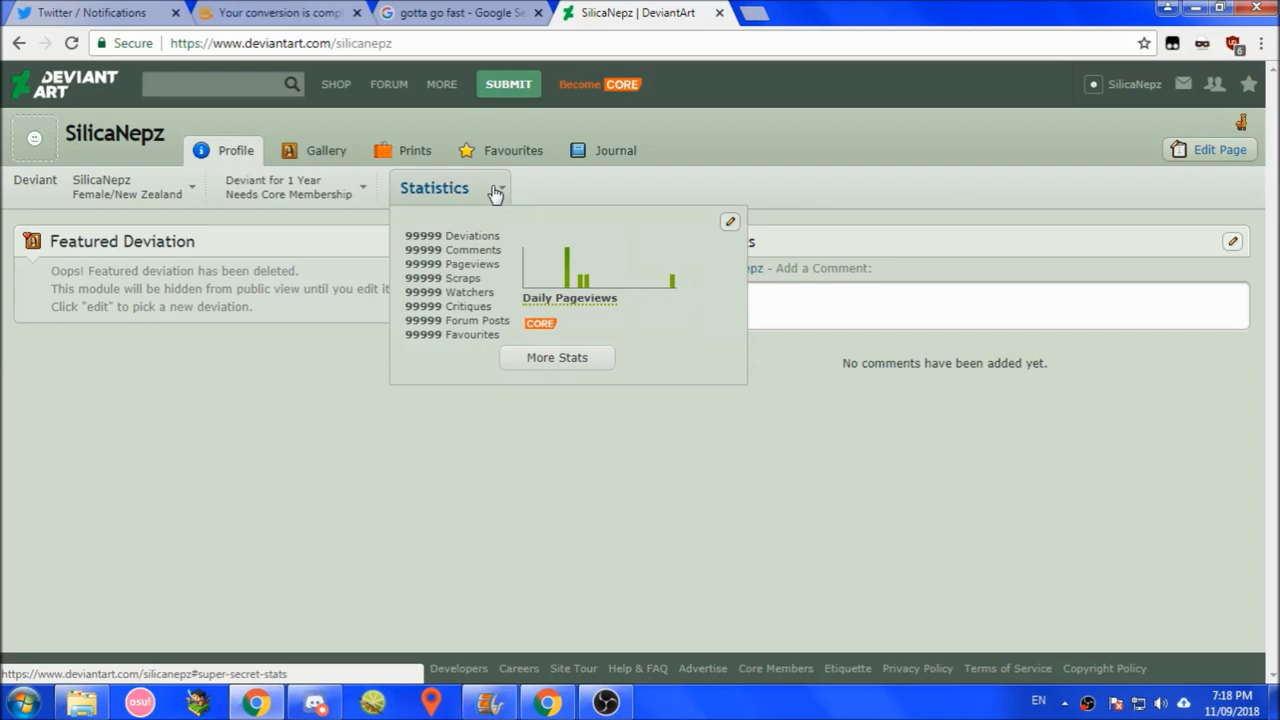 Twitter / Notifications
Your conversion is compl
gotta go fast - Google Se
SilicaNepz | DeviantArt
Secure
https://www.deviantart.com/silicanepz
6
DEVIANT
ART
SHOP
FORUM
MORE
SUBMIT
Become CORE
SilicaNepz
SilicaNepz
Profile
Gallery
Prints
Favourites
Journal
Edit Page
Deviant
SilicaNepz
Female/New Zealand
Deviant for 1 Year
Needs Core Membership
Statistics
Featured Deviation
Oops! Featured deviation has been deleted.
This module will be hidden from public view until you edit it
Click "edit" to pick a new deviation.
99999 Deviations
99999 Comments
99999 Pageviews
99999 Scraps
99999 Watchers
99999 Critiques
99999 Forum Posts
99999 Favourites
Daily Pageviews
CORE
More Stats
s
epz - Add a Comment:
No comments have been added yet.
https://www.deviantart.com/silicanepz#super-secret-stats
Developers
Careers
Site Tour
Help & FAQ
Advertise
Core Members
Etiquette
Privacy Policy
Terms of Service
Copyright Policy
osu!
EN
7:18 PM
11/09/2018